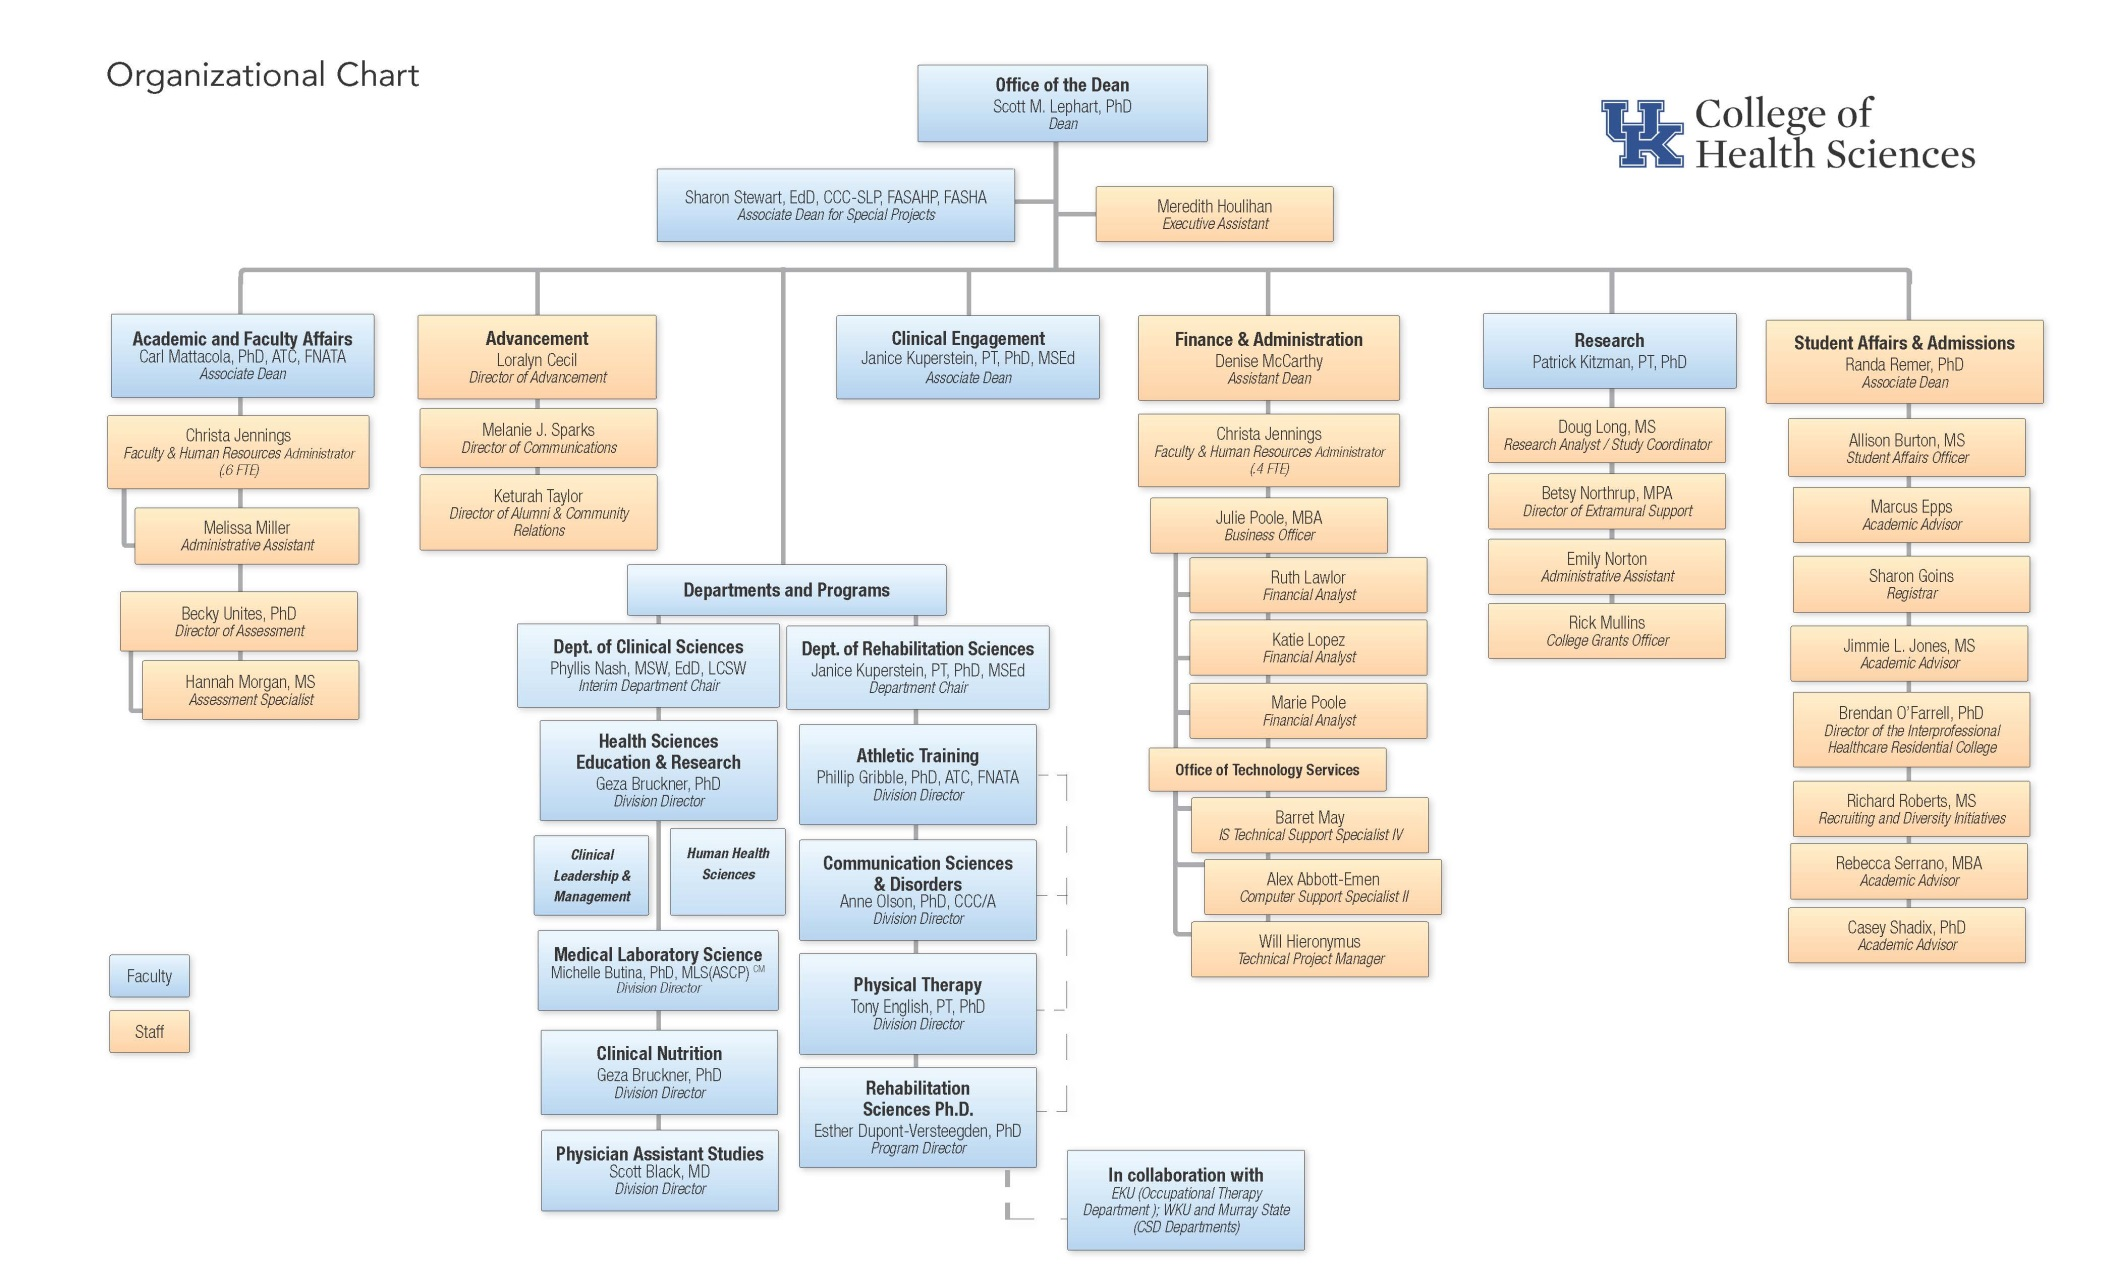 Organizational Chart
Office of the Dean
Scott M. Lephart, PhD
Dean
UK
College of
Health Sciences
Sharon Stewart, EdD, CCC-SLP, FASAHP, FASHA
Associate Dean for Special Projects
Meredith Houlihan
Executive Assistant
Academic and Faculty Affairs
Carl Mattacola, PhD, ATC, FNATA
Associate Dean
Christa Jennings
Faculty & Human Resources Administrator
(.6 FTE)
Melissa Miller
Administrative Assistant
Becky Unites, PhD
Director of Assessment
Hannah Morgan, MS
Assessment Specialist
Advancement
Loralyn Cecil
Director of Advancement
Melanie J. Sparks
Director of Communications
Keturah Taylor
Director of Alumni & Community
Relations
Departments and Programs
Dept. of Clinical Sciences
Phyllis Nash, MSW, EdD, LCSW
Interim Department Chair
Health Sciences
Education & Research
Geza Bruckner, PhD
Division Director
Clinical
Leadership &
Management
Human Health
Sciences
Medical Laboratory Science
Michelle Butina, PhD, MLS(ASCP) CM
Division Director
Clinical Nutrition
Geza Bruckner, PhD
Division Director
Physician Assistant Studies
Scott Black, MD
Division Director
Dept. of Rehabilitation Sciences
Janice Kuperstein, PT, PhD, MSEd
Department Chair
Athletic Training
Phillip Gribble, PhD, ATC, FNATA
Division Director
Communication Sciences
& Disorders
Anne Olson, PhD, CCC/A
Division Director
Physical Therapy
Tony English, PT, PhD
Division Director
Rehabilitation
Sciences Ph.D.
Esther Dupont-Versteegden, PhD
Program Director
In collaboration with
EKU (Occupational Therapy
Department ); WKU and Murray State
(CSD Departments)
Clinical Engagement
Janice Kuperstein, PT, PhD, MSEd
Associate Dean
Finance & Administration
Denise McCarthy
Assistant Dean
Christa Jennings
Faculty & Human Resources Administrator
(.4 FTE)
Julie Poole, MBA
Business Officer
Ruth Lawlor
Financial Analyst
Katie Lopez
Financial Analyst
Marie Poole
Financial Analyst
Office of Technology Services
Barret May
IS Technical Support Specialist IV
Alex Abbott-Emen
Computer Support Specialist II
Will Hieronymus
Technical Project Manager
Research
Patrick Kitzman, PT, PhD
Doug Long, MS
Research Analyst / Study Coordinator
Betsy Northrup, MPA
Director of Extramural Support
Emily Norton
Administrative Assistant
Rick Mullins
College Grants Officer
Student Affairs & Admissions
Randa Remer, PhD
Associate Dean
Allison Burton, MS
Student Affairs Officer
Marcus Epps
Academic Advisor
Sharon Goins
Registrar
Jimmie L. Jones, MS
Academic Advisor
Brendan O'Farrell, PhD
Director of the Interprofessional
Healthcare Residential College
Richard Roberts, MS
Recruiting and Diversity Initiatives
Rebecca Serrano, MBA
Academic Advisor
Casey Shadix, PhD
Academic Advisor
Faculty
Staff